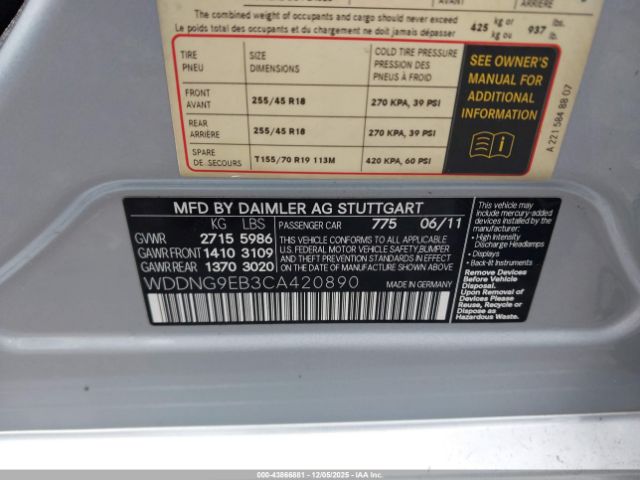 The combined weight of occupants and cargo should never exceed 425 kg or 937 lbs.
Le poids total des occupants et du chargement ne doit jamais dépasser kg ou lb.
TIRE SIZE COLD TIRE PRESSURE
PNEU DIMENSIONS PRESSION DES
PNEUS À FROID
FRONT
AVANT 255/45 R18 270 KPA, 39 PSI
REAR
ARRIÈRE 255/45 R18 270 KPA, 39 PSI
SPARE
DE-SECOURS T155/70 R19 113M 420 KPA, 60 PSI
SEE OWNER'S
MANUAL FOR
ADDITIONAL
INFORMATION
A 221 584 88 07
MFD BY DAIMLER AG STUTTGART
KG LBS PASSENGER CAR 775 06/11
GVWR 2715 5986
GAWR FRONT 1410 3109
GAWR REAR 1370 3020
THIS VEHICLE CONFORMS TO ALL APPLICABLE
U.S. FEDERAL MOTOR VEHICLE SAFETY,BUMPER
AND THEFT PREVENTION STANDARDS IN EFFECT
ON THE DATE OF MANUFACTURE SHOWN ABOVE.
WDDNG9EB3CA420890 MADE IN GERMANY
This vehicle may
include mercury-added
devices installed by the
manufacturer:
• High Intensity
Discharge Headlamps
• Displays
• Back-lit Instruments
Remove Devices
Before Vehicle
Disposal.
Upon Removal of
Devices Please
Reuse, Recycle or
Dispose as
Hazardous Waste.
000-43866881 - 12/05/2025 - IAAI.CA